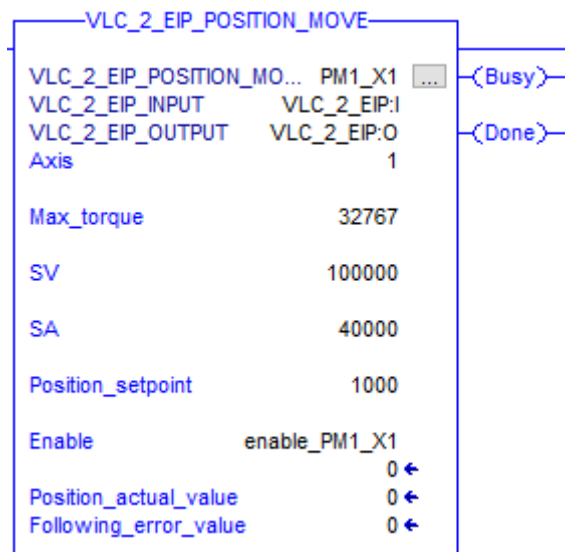 VLC_2_EIP_POSITION_MOVE
VLC_2_EIP_POSITION_MO... PM1_X1 ... (Busy)
VLC_2_EIP_INPUT VLC_2_EIP:I
VLC_2_EIP_OUTPUT VLC_2_EIP:O (Done)
Axis 1
Max_torque 32767
SV 100000
SA 40000
Position_setpoint 1000
Enable enable_PM1_X1
0 ←
Position_actual_value 0 ←
Following_error_value 0 ←